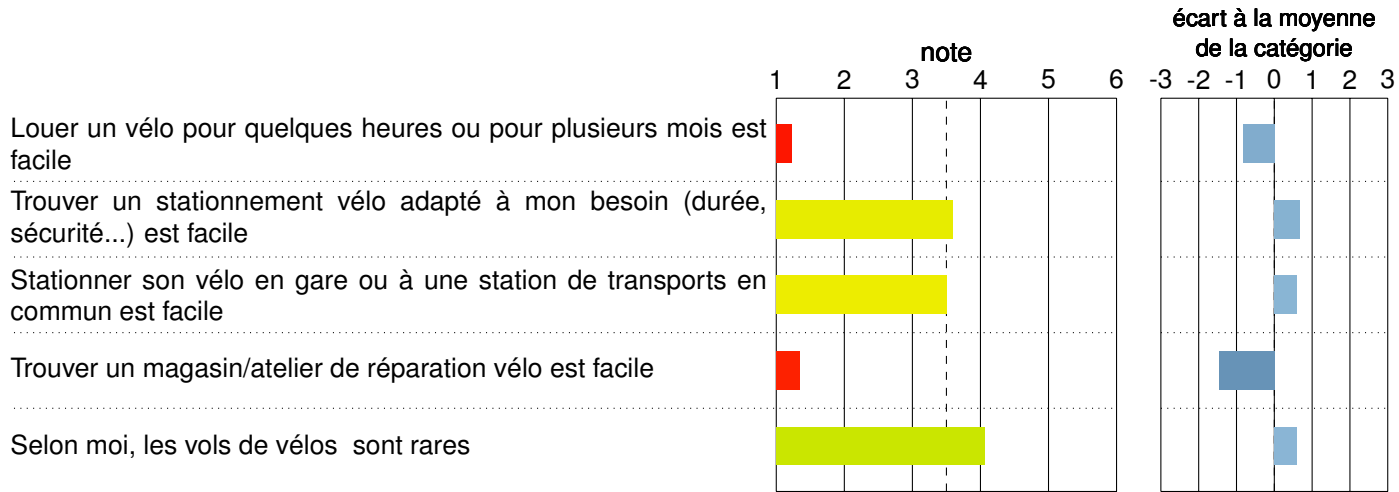 écart à la moyenne
de la catégorie
note
1 2 3 4 5 6
-3 -2 -1 0 1 2 3
Louer un vélo pour quelques heures ou pour plusieurs mois est
facile
Trouver un stationnement vélo adapté à mon besoin (durée,
sécurité...) est facile
Stationner son vélo en gare ou à une station de transports en
commun est facile
Trouver un magasin/atelier de réparation vélo est facile
Selon moi, les vols de vélos sont rares